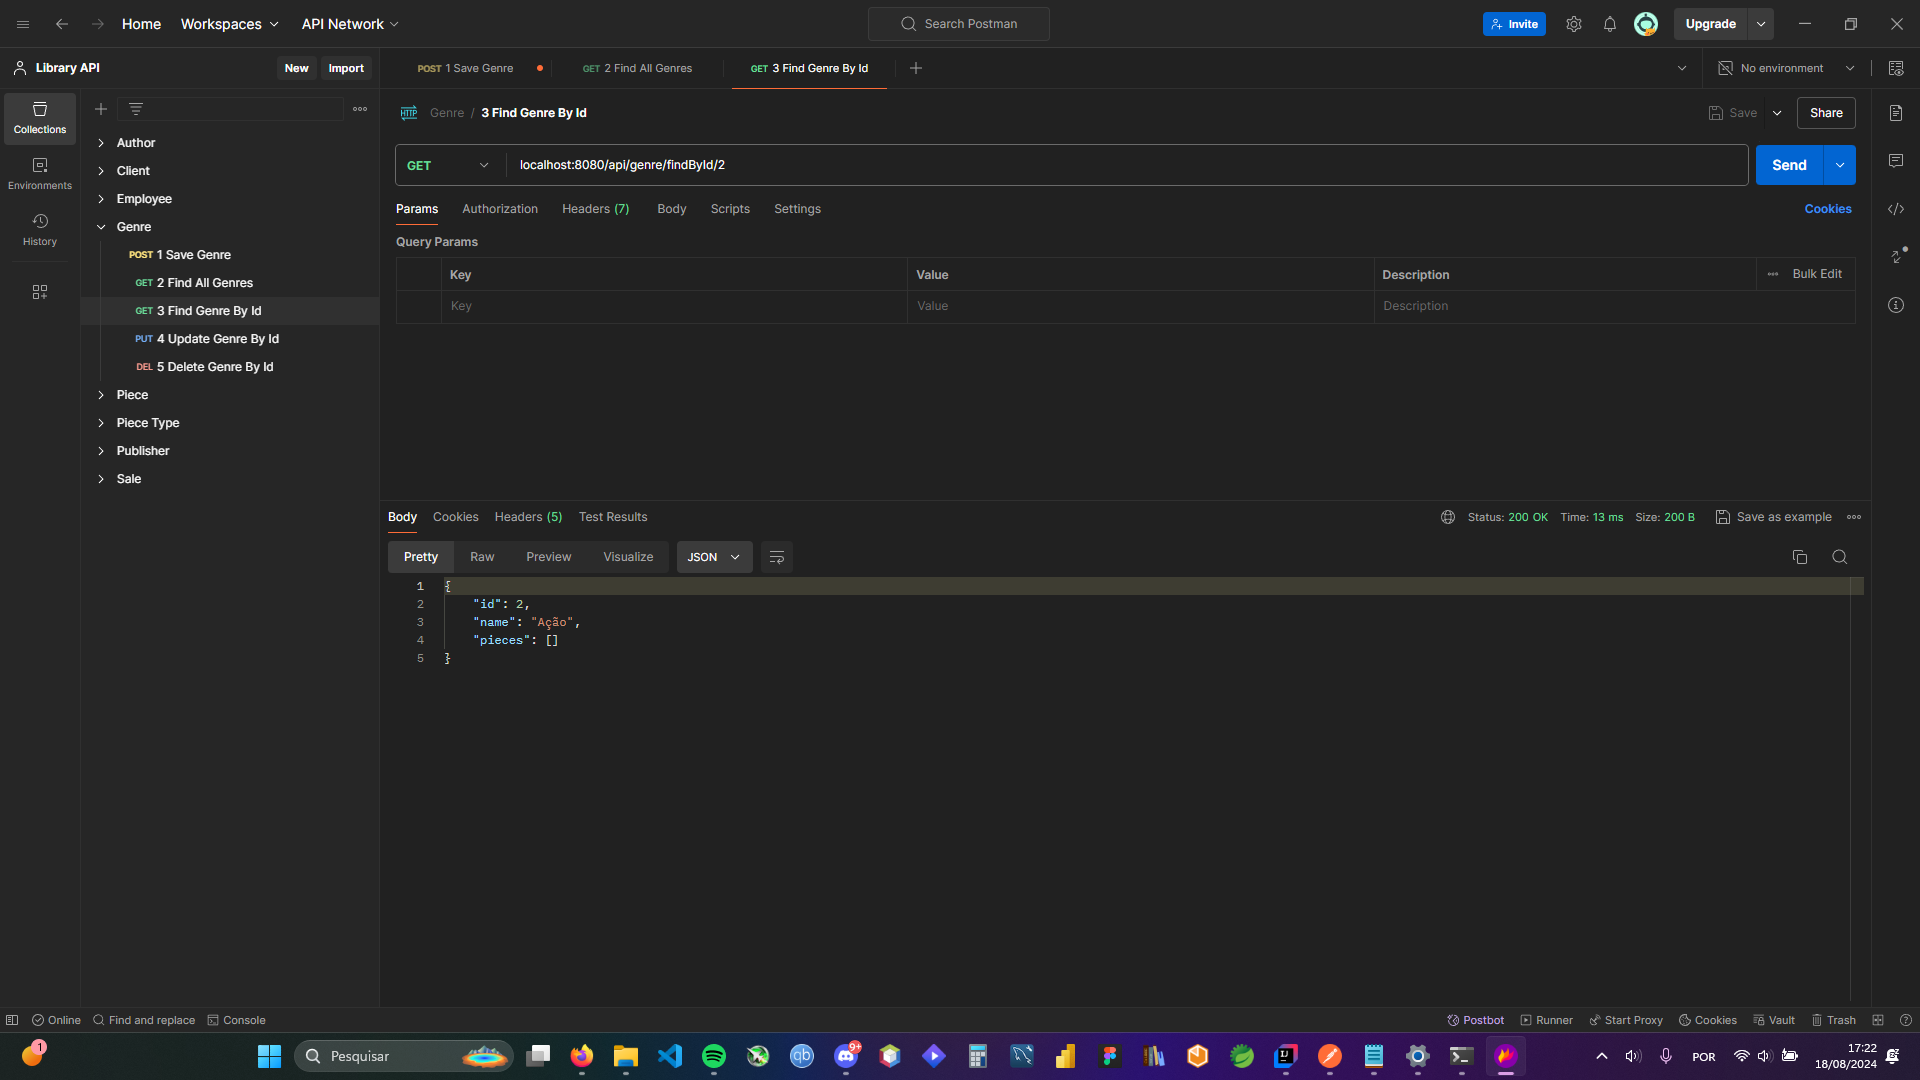 Home Workspaces API Network Search Postman Invite Upgrade
Library API New Import POST 1 Save Genre GET 2 Find All Genres GET 3 Find Genre By Id No environment
Collections
Environments
History
Author
Client
Employee
Genre
POST 1 Save Genre
GET 2 Find All Genres
GET 3 Find Genre By Id
PUT 4 Update Genre By Id
DEL 5 Delete Genre By Id
Piece
Piece Type
Publisher
Sale
HTTP Genre / 3 Find Genre By Id Save Share
GET localhost:8080/api/genre/findById/2 Send
Params Authorization Headers (7) Body Scripts Settings Cookies
Query Params
Key Value Description Bulk Edit
Key Value Description
Body Cookies Headers (5) Test Results Status: 200 OK Time: 13 ms Size: 200 B Save as example
Pretty Raw Preview Visualize JSON
1 {
2 "id": 2,
3 "name": "Ação",
4 "pieces": []
5 }
Online Find and replace Console Postbot Runner Start Proxy Cookies Vault Trash
1 Pesquisar qb 9+ IJ POR 17:22
18/08/2024